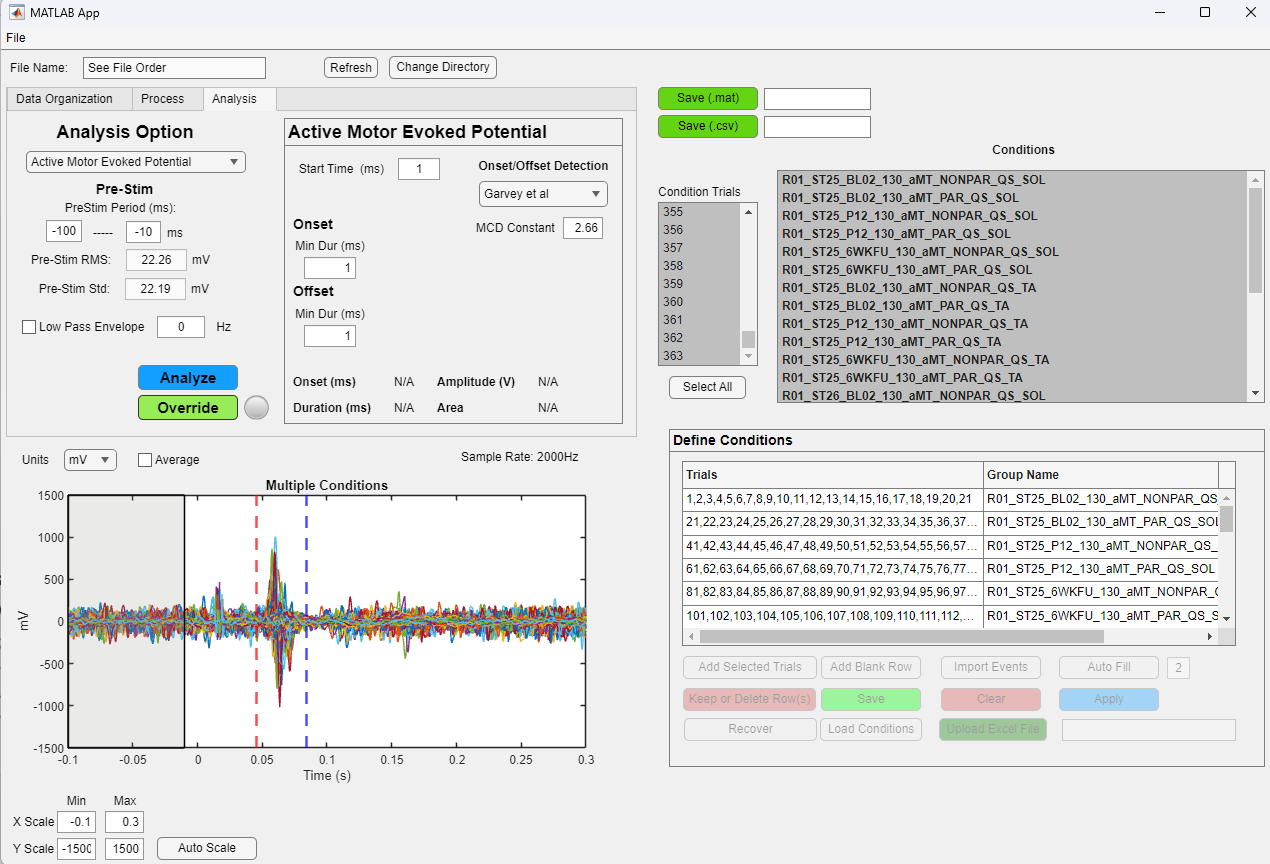 MATLAB App
File
File Name: See File Order Refresh Change Directory
Data Organization Process Analysis
Analysis Option
Active Motor Evoked Potential
Pre-Stim
PreStim Period (ms):
-100 ----- -10 ms
Pre-Stim RMS: 22.26 mV
Pre-Stim Std: 22.19 mV
Low Pass Envelope 0 Hz
Analyze
Override
Active Motor Evoked Potential
Start Time (ms) 1
Onset/Offset Detection
Garvey et al
MCD Constant 2.66
Onset
Min Dur (ms)
1
Offset
Min Dur (ms)
1
Onset (ms) N/A Amplitude (V) N/A
Duration (ms) N/A Area N/A
Save (.mat)
Save (.csv)
Condition Trials
355
356
357
358
359
360
361
362
363
Select All
Conditions
R01_ST25_BL02_130_aMT_NONPAR_QS_SOL
R01_ST25_BL02_130_aMT_PAR_QS_SOL
R01_ST25_P12_130_aMT_NONPAR_QS_SOL
R01_ST25_P12_130_aMT_PAR_QS_SOL
R01_ST25_6WKFU_130_aMT_NONPAR_QS_SOL
R01_ST25_6WKFU_130_aMT_PAR_QS_SOL
R01_ST25_BL02_130_aMT_NONPAR_QS_TA
R01_ST25_BL02_130_aMT_PAR_QS_TA
R01_ST25_P12_130_aMT_NONPAR_QS_TA
R01_ST25_P12_130_aMT_PAR_QS_TA
R01_ST25_6WKFU_130_aMT_NONPAR_QS_TA
R01_ST25_6WKFU_130_aMT_PAR_QS_TA
R01_ST26_BL02_130_aMT_NONPAR_QS_SOL
Units mV Average Sample Rate: 2000Hz
Multiple Conditions
1500
1000
500
0
-500
-1000
-1500
mV
-0.1 -0.05 0 0.05 0.1 0.15 0.2 0.25 0.3
Time (s)
Min Max
X Scale -0.1 0.3
Y Scale -1500 1500 Auto Scale
Define Conditions
Trials Group Name
1,2,3,4,5,6,7,8,9,10,11,12,13,14,15,16,17,18,19,20,21 R01_ST25_BL02_130_aMT_NONPAR_QS
21,22,23,24,25,26,27,28,29,30,31,32,33,34,35,36,37... R01_ST25_BL02_130_aMT_PAR_QS_SOL
41,42,43,44,45,46,47,48,49,50,51,52,53,54,55,56,57... R01_ST25_P12_130_aMT_NONPAR_QS_
61,62,63,64,65,66,67,68,69,70,71,72,73,74,75,76,77... R01_ST25_P12_130_aMT_PAR_QS_SOL
81,82,83,84,85,86,87,88,89,90,91,92,93,94,95,96,97... R01_ST25_6WKFU_130_aMT_NONPAR_Q
101,102,103,104,105,106,107,108,109,110,111,112,... R01_ST25_6WKFU_130_aMT_PAR_QS_S
Add Selected Trials Add Blank Row Import Events Auto Fill 2
Keep or Delete Row(s) Save Clear Apply
Recover Load Conditions Upload Excel File